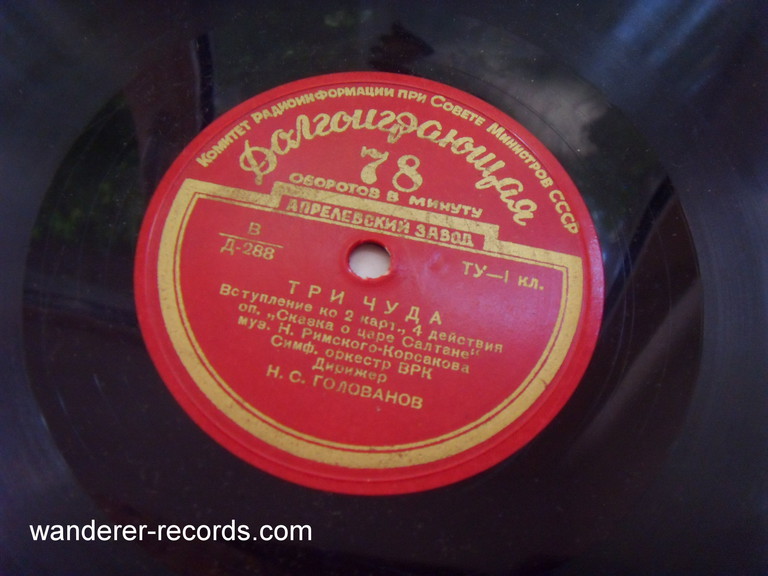 Комитет Радиоинформации при Совете Министров СССР
Долгоиграющая
78
оборотов в минуту
АПРЕЛЕВСКИЙ ЗАВОД
В
Д-288
ТУ—1 кл.
ТРИ ЧУДА
Вступление ко 2 карт., 4 действия
оп. „Сказка о царе Салтане“
муз. Н. Римского-Корсакова
Симф. оркестр ВРК
Дирижер
Н. С. ГОЛОВАНОВ
wanderer-records.com